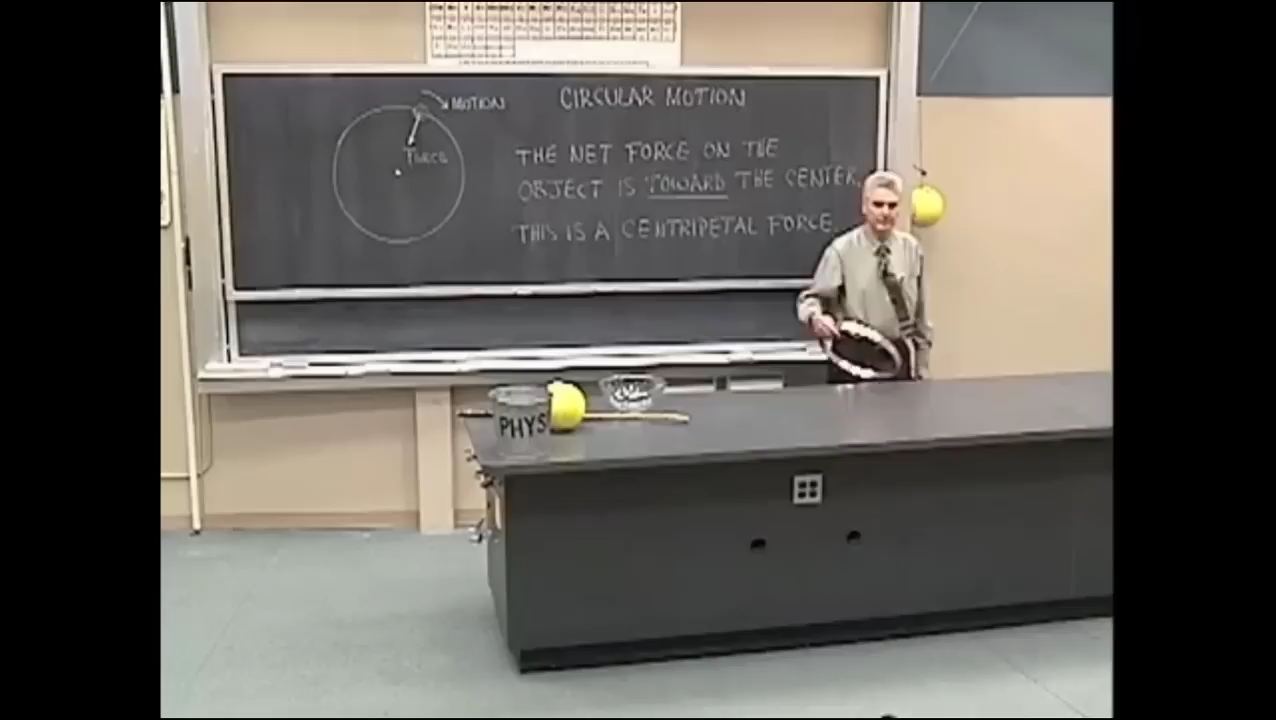 MOTION
CIRCULAR MOTION
FORCE
THE NET FORCE ON THE
OBJECT IS TOWARD THE CENTER.
THIS IS A CENTRIPETAL FORCE.
PHYS